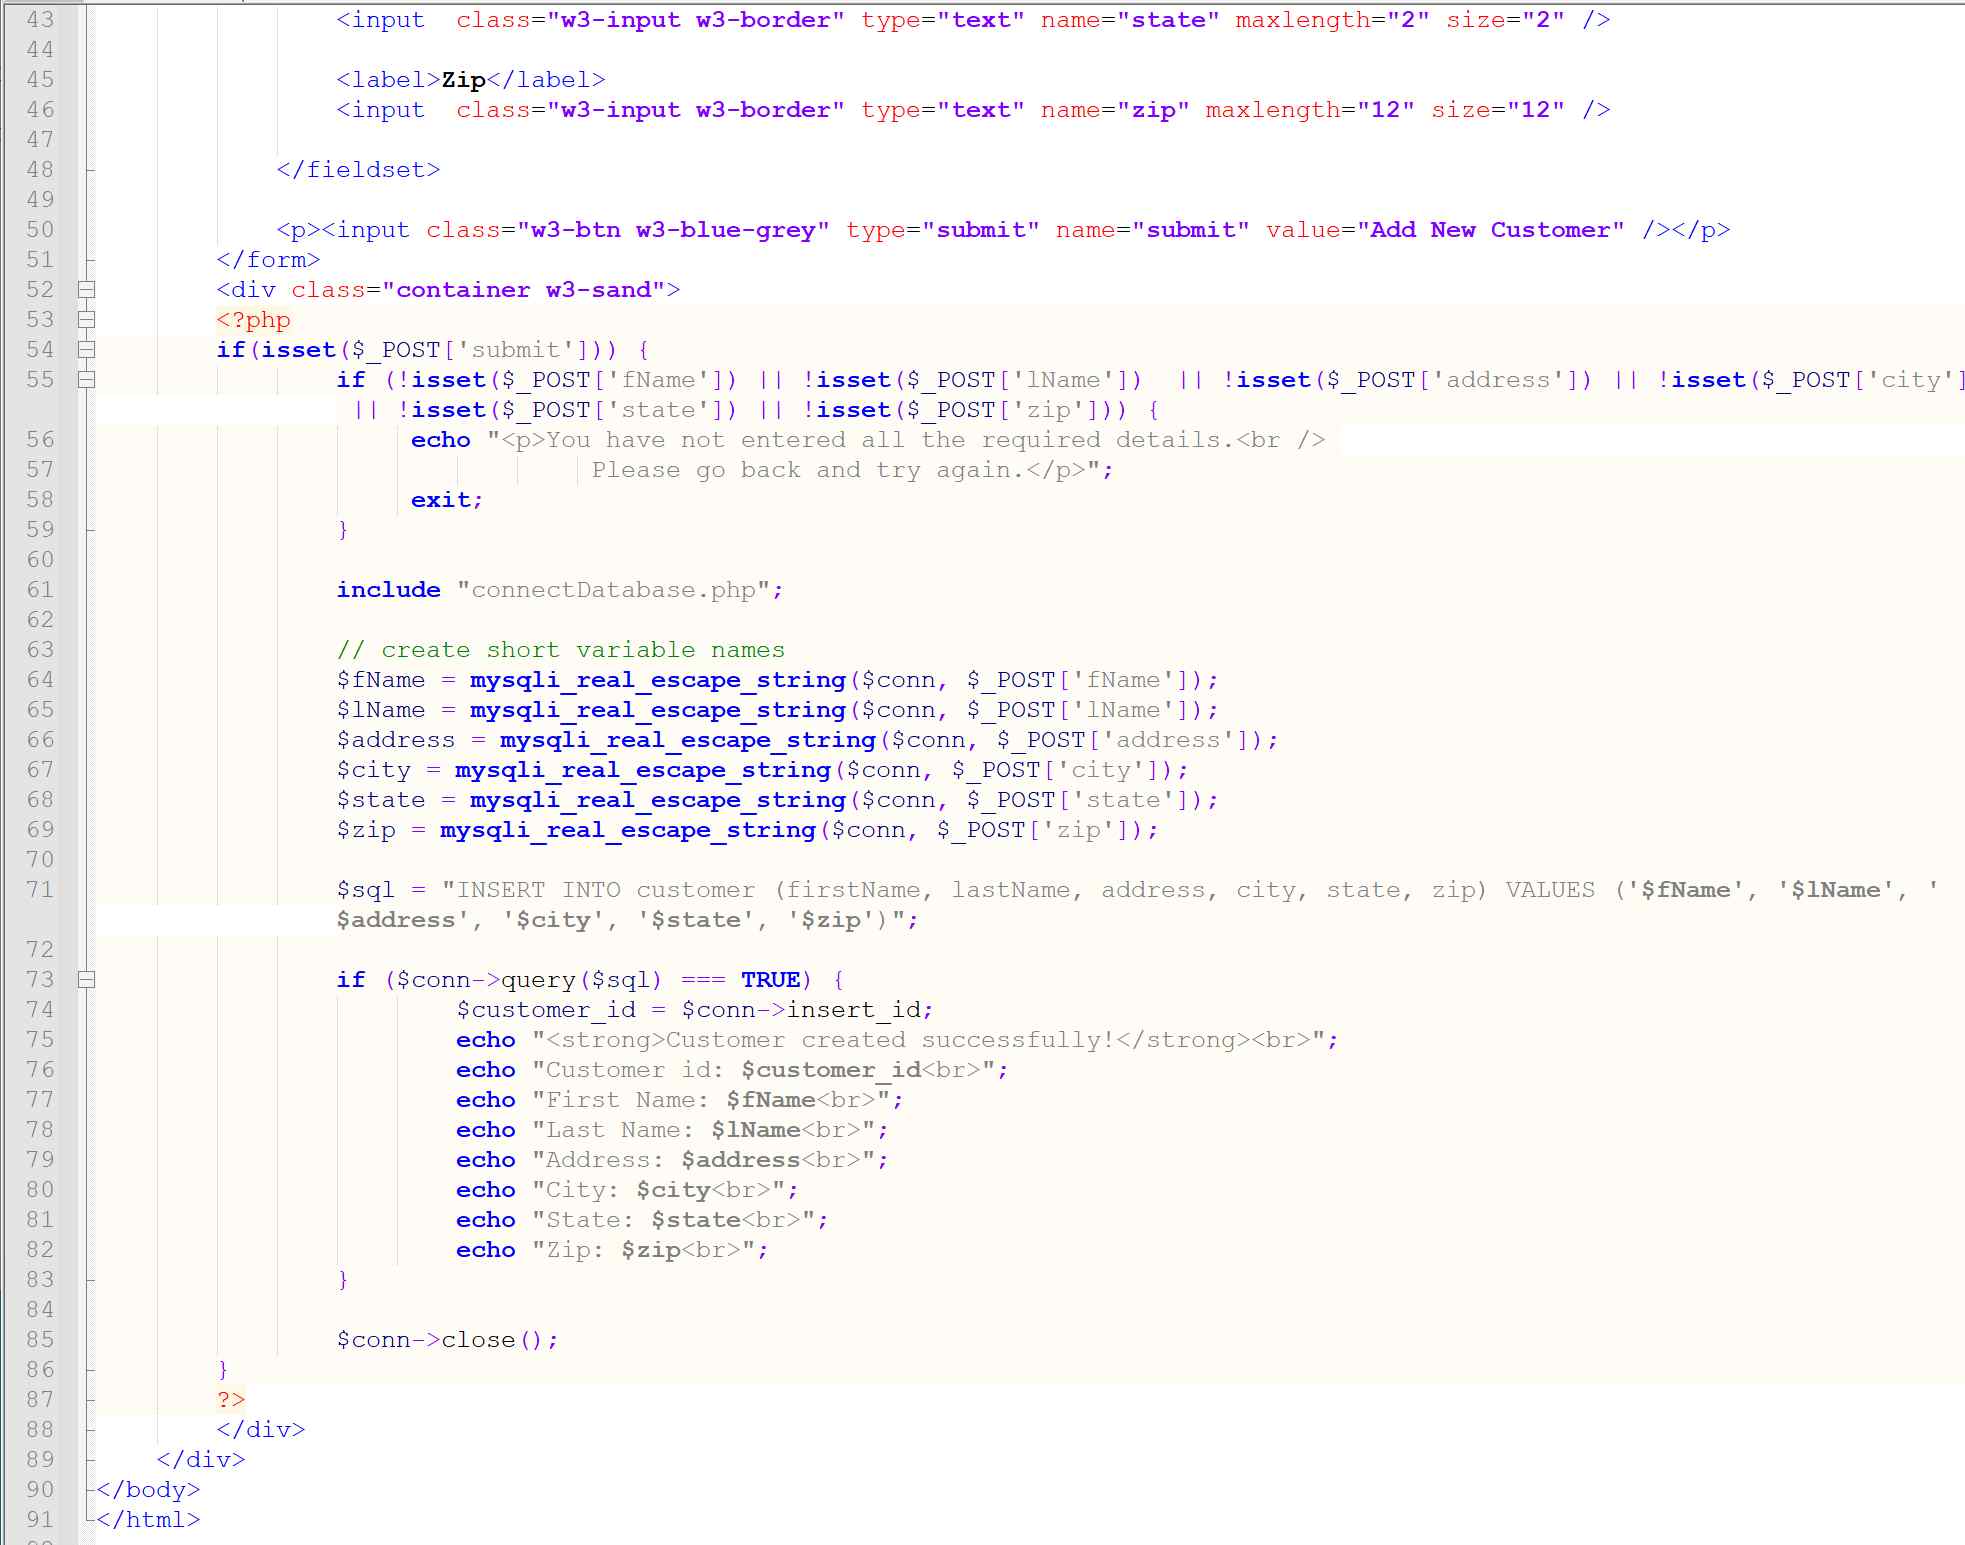 43 <input  class="w3-input w3-border" type="text" name="state" maxlength="2" size="2" />
44
45 <label>Zip</label>
46 <input  class="w3-input w3-border" type="text" name="zip" maxlength="12" size="12" />
47
48 </fieldset>
49
50 <p><input class="w3-btn w3-blue-grey" type="submit" name="submit" value="Add New Customer" /></p>
51 </form>
52 <div class="container w3-sand">
53 <?php
54 if(isset($_POST['submit'])) {
55 if (!isset($_POST['fName']) || !isset($_POST['lName'])  || !isset($_POST['address']) || !isset($_POST['city']
|| !isset($_POST['state']) || !isset($_POST['zip'])) {
56 echo "<p>You have not entered all the required details.<br />
57 Please go back and try again.</p>";
58 exit;
59 }
60
61 include "connectDatabase.php";
62
63 // create short variable names
64 $fName = mysqli_real_escape_string($conn, $_POST['fName']);
65 $lName = mysqli_real_escape_string($conn, $_POST['lName']);
66 $address = mysqli_real_escape_string($conn, $_POST['address']);
67 $city = mysqli_real_escape_string($conn, $_POST['city']);
68 $state = mysqli_real_escape_string($conn, $_POST['state']);
69 $zip = mysqli_real_escape_string($conn, $_POST['zip']);
70
71 $sql = "INSERT INTO customer (firstName, lastName, address, city, state, zip) VALUES ('$fName', '$lName', '
$address', '$city', '$state', '$zip')";
72
73 if ($conn->query($sql) === TRUE) {
74 $customer_id = $conn->insert_id;
75 echo "<strong>Customer created successfully!</strong><br>";
76 echo "Customer id: $customer_id<br>";
77 echo "First Name: $fName<br>";
78 echo "Last Name: $lName<br>";
79 echo "Address: $address<br>";
80 echo "City: $city<br>";
81 echo "State: $state<br>";
82 echo "Zip: $zip<br>";
83 }
84
85 $conn->close();
86 }
87 ?>
88 </div>
89 </div>
90 </body>
91 </html>